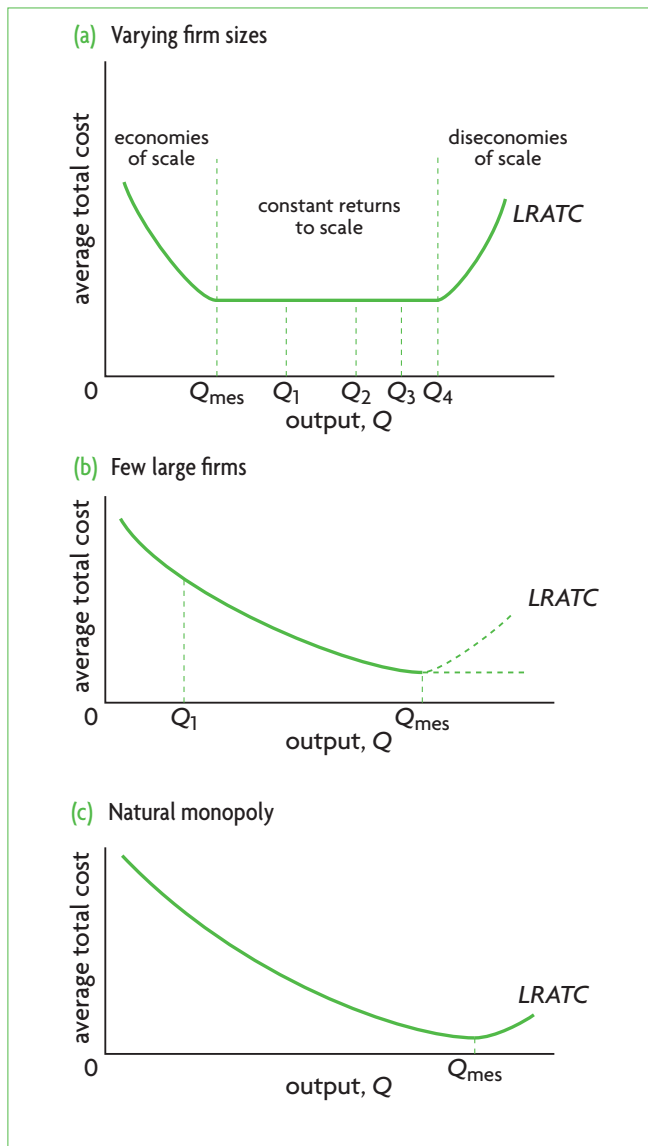 (a) Varying firm sizes
average total cost
economies
of scale
constant returns
to scale
diseconomies
of scale
LRATC
0
Qmes
Q1
Q2
Q3
Q4
output, Q
(b) Few large firms
average total cost
LRATC
0
Q1
Qmes
output, Q
(c) Natural monopoly
average total cost
LRATC
0
Qmes
output, Q